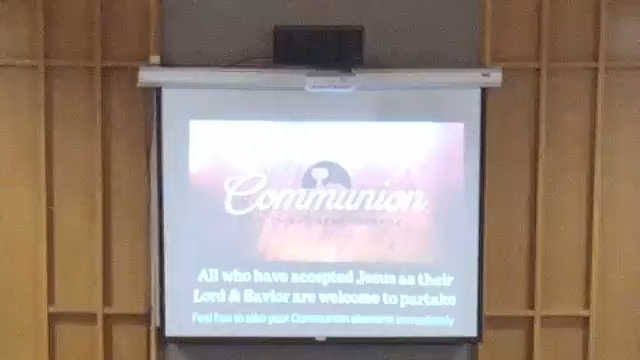 Communion
All who have accepted Jesus as their
Lord & Savior are welcome to partake
Feel free to take your Communion elements immediately